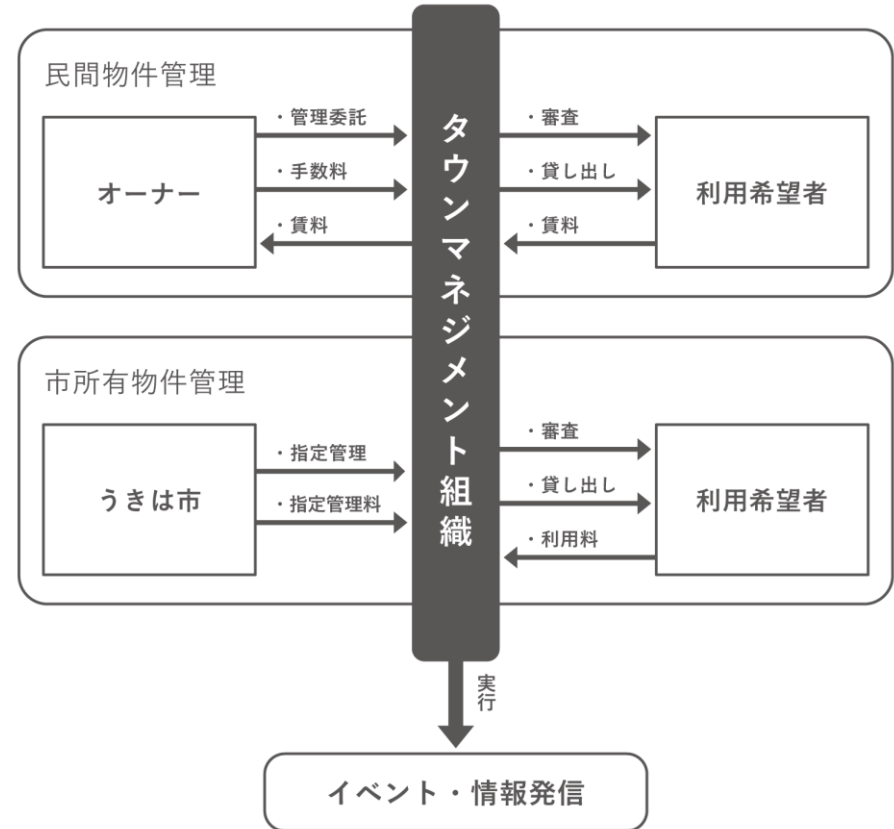 民間物件管理
オーナー
・管理委託
・手数料
・賃料
タウンマネジメント組織
・審査
・貸し出し
・賃料
利用希望者
市所有物件管理
うきは市
・指定管理
・指定管理料
・審査
・貸し出し
・利用料
利用希望者
実行
イベント・情報発信